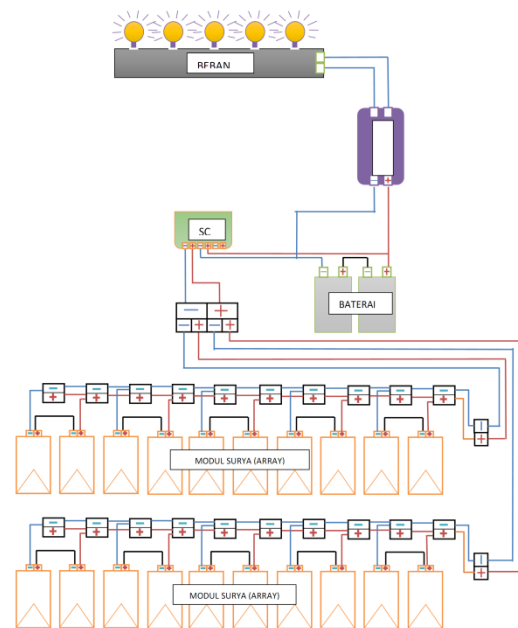 BEBAN
SC
BATERAI
MODUL SURYA (ARRAY)
MODUL SURYA (ARRAY)